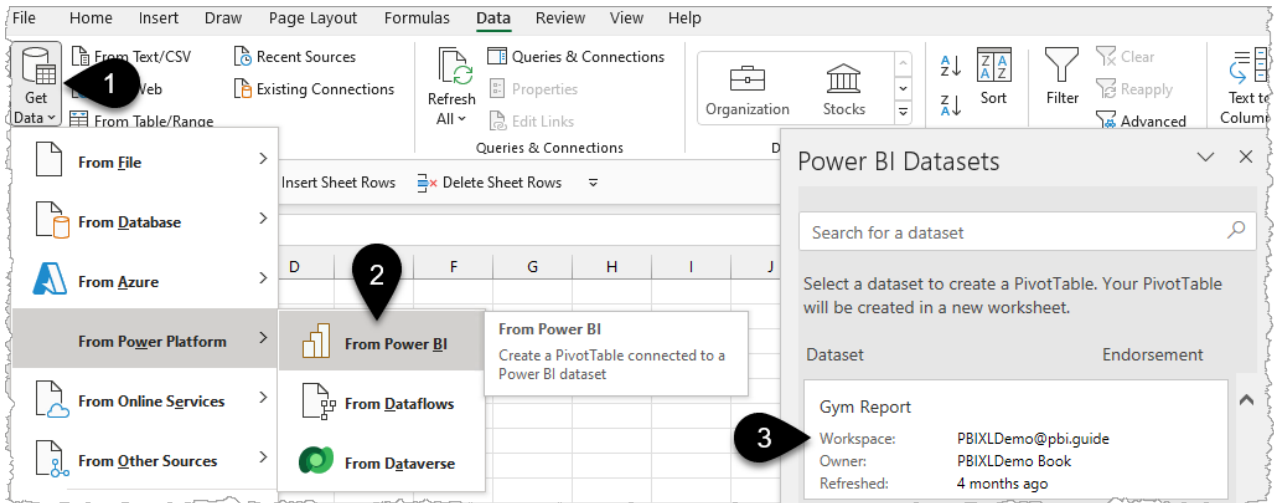 File Home Insert Draw Page Layout Formulas Data Review View Help
From Text/CSV Recent Sources Queries & Connections Clear
1 Web Existing Connections Properties Reapply
Get Data Refresh All Organization Stocks Sort Filter Text to
From Table/Range Edit Links Advanced
Queries & Connections D
From File
Insert Sheet Rows Delete Sheet Rows
From Database
D F G H I J
From Azure
2
From Power Platform
From Power BI
From Power BI
Create a PivotTable connected to a
Power BI dataset
From Online Services
From Dataflows
From Other Sources
From Dataverse
Power BI Datasets
Search for a dataset
Select a dataset to create a PivotTable. Your PivotTable
will be created in a new worksheet.
Dataset Endorsement
Gym Report
3
Workspace: PBIXLDemo@pbi.guide
Owner: PBIXLDemo Book
Refreshed: 4 months ago